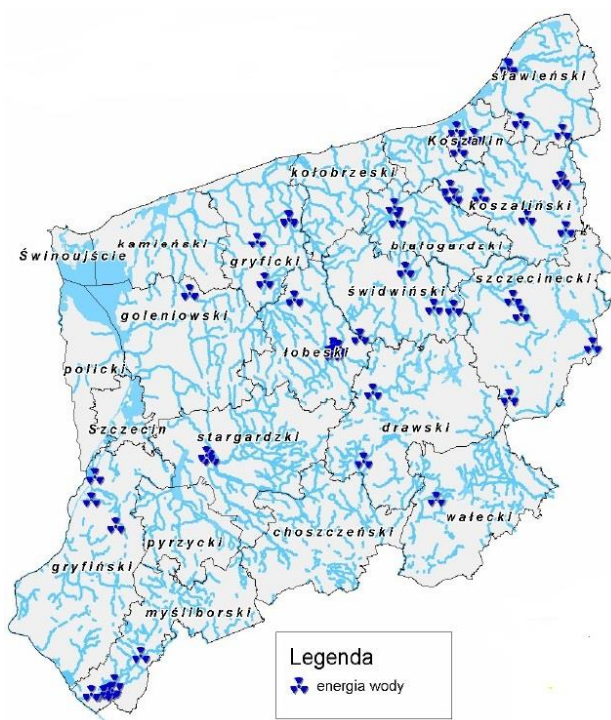 sławieński
Koszalin
kołobrzeski
koszaliński
kamieński
białogardzki
gryficki
Świnoujście
szczecinecki
świdwiński
goleniowski
łobeski
policki
drawski
Szczecin
stargardzki
wałecki
choszczeński
pyrzycki
gryfiński
myśliborski
Legenda
energia wody